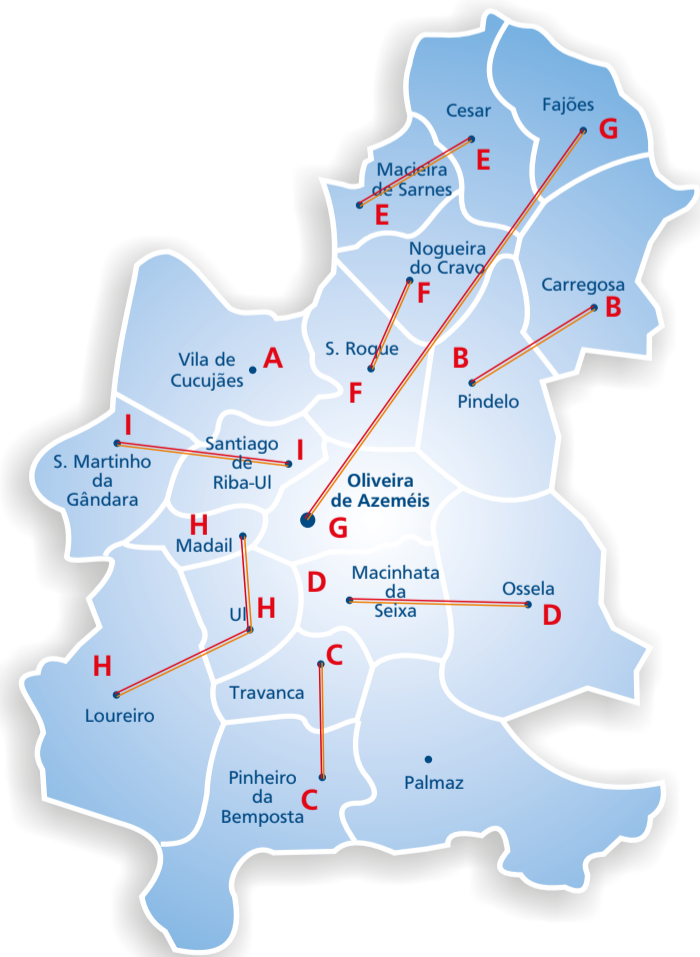 Cesar
Fajões
G
E
Macieira
de Sarnes
E
Nogueira
do Cravo
F
Carregosa
B
S. Roque
F
B
Pindelo
A
Vila de
Cucujães
I
S. Martinho
da
Gândara
Santiago
de
Riba-Ul
I
Oliveira
de Azeméis
G
H
Madail
D
Macinhata
da
Seixa
Ossela
D
Ul
H
H
Loureiro
C
Travanca
Pinheiro
da
Bemposta
C
Palmaz